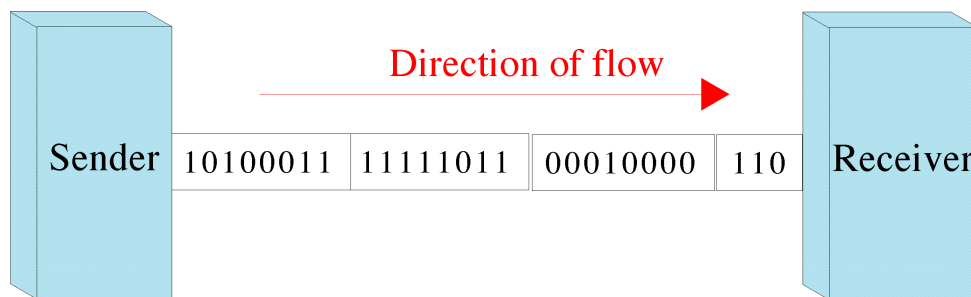 Direction of flow
Sender 10100011 11111011 00010000 110 Receiver